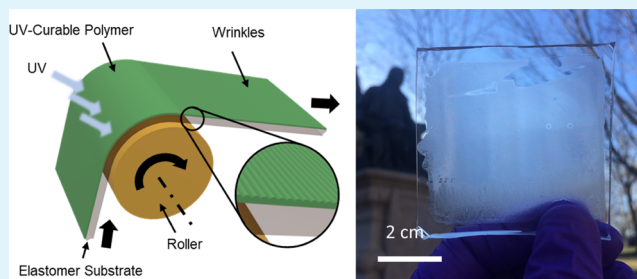 UV-Curable Polymer
Wrinkles
UV
Roller
Elastomer Substrate
2 cm